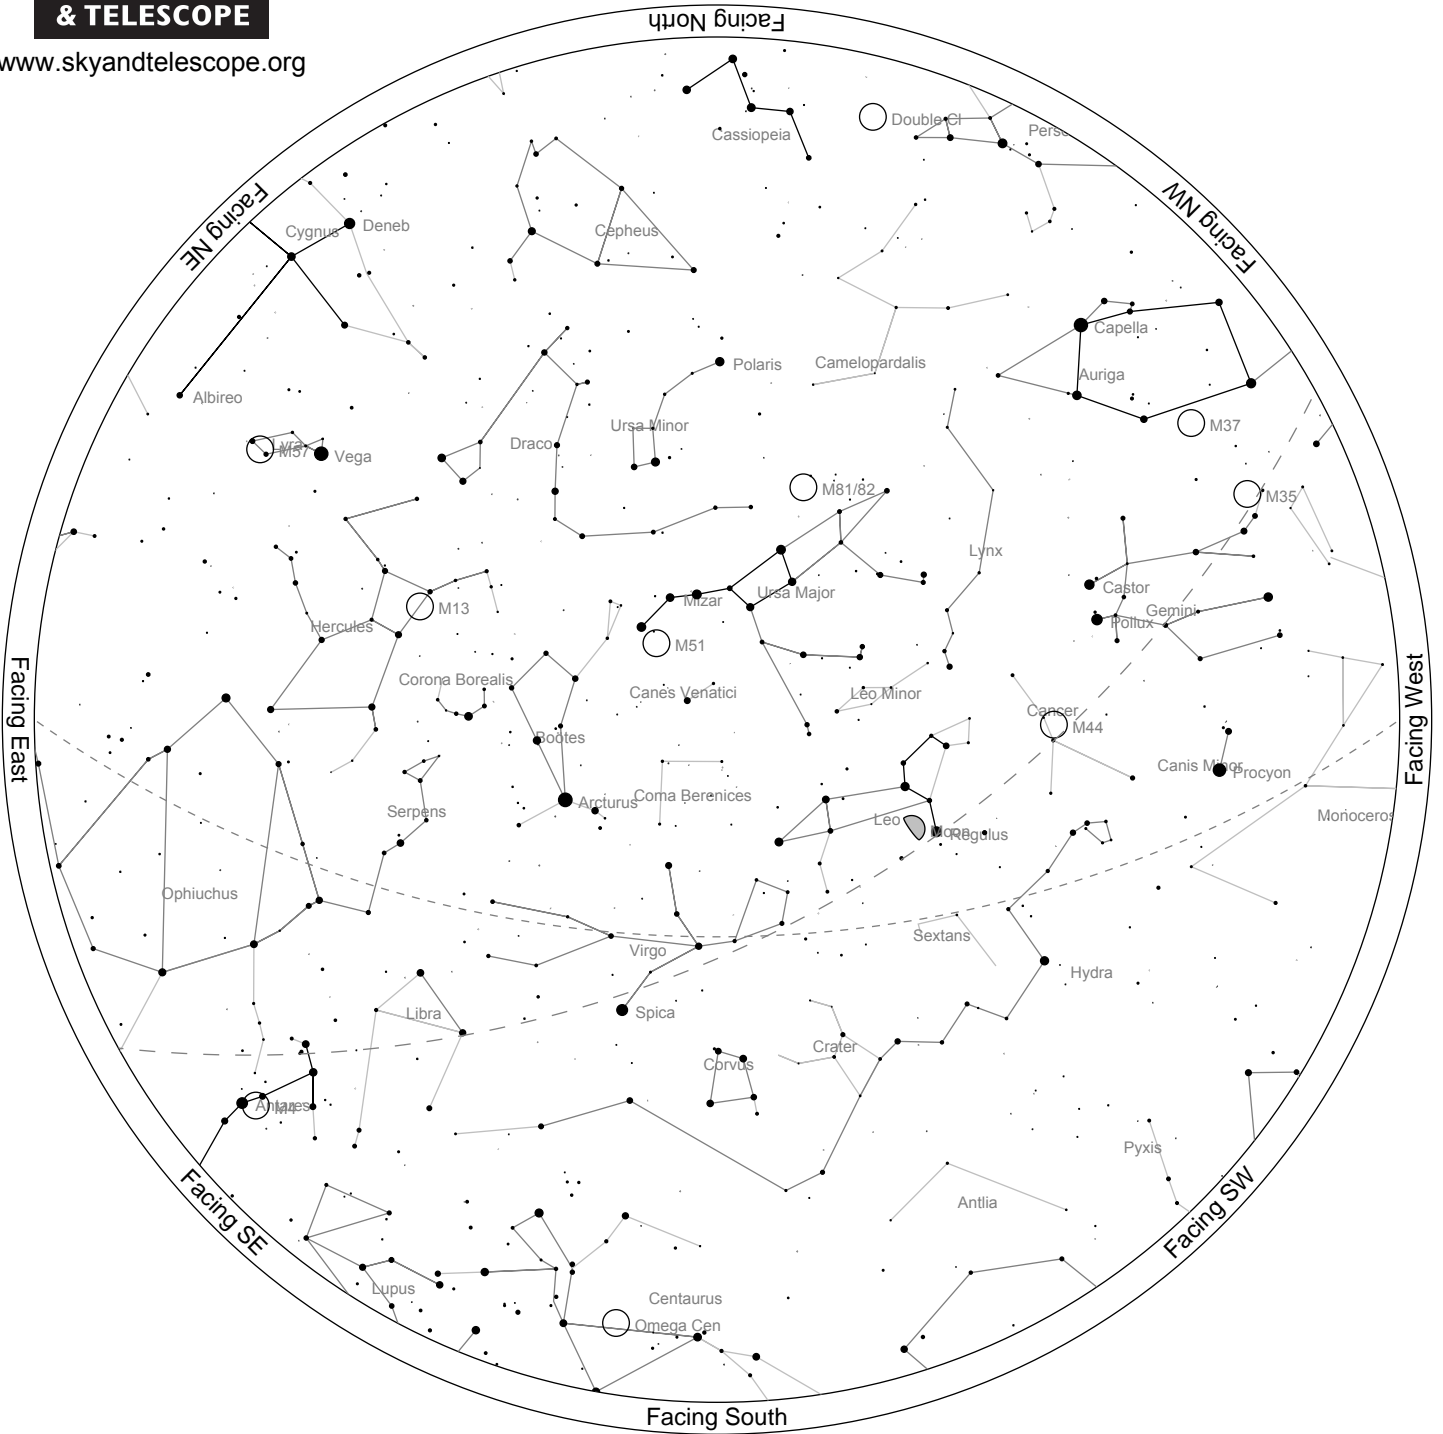 & TELESCOPE
www.skyandtelescope.org
Facing North
Double Cl
Cassiopeia
Facing NE
Facing NW
Cygnus
Deneb
Cepheus
Capella
Polaris
Camelopardalis
Auriga
Albireo
M37
Ursa Minor
Draco
Lyra
M57
Vega
M81/82
M35
Lynx
Castor
Ursa Major
Mizar
M13
Gemini
Pollux
Hercules
M51
Facing East
Facing West
Corona Borealis
Canes Venatici
Leo Minor
Cancer
M44
Boötes
Canis Minor
Procyon
Coma Berenices
Arcturus
Serpens
Monoceros
Leo
Moon
Regulus
Ophiuchus
Sextans
Virgo
Hydra
Libra
Spica
Crater
Corvus
Antares
M4
Pyxis
Facing SE
Facing SW
Antlia
Lupus
Centaurus
Omega Cen
Facing South